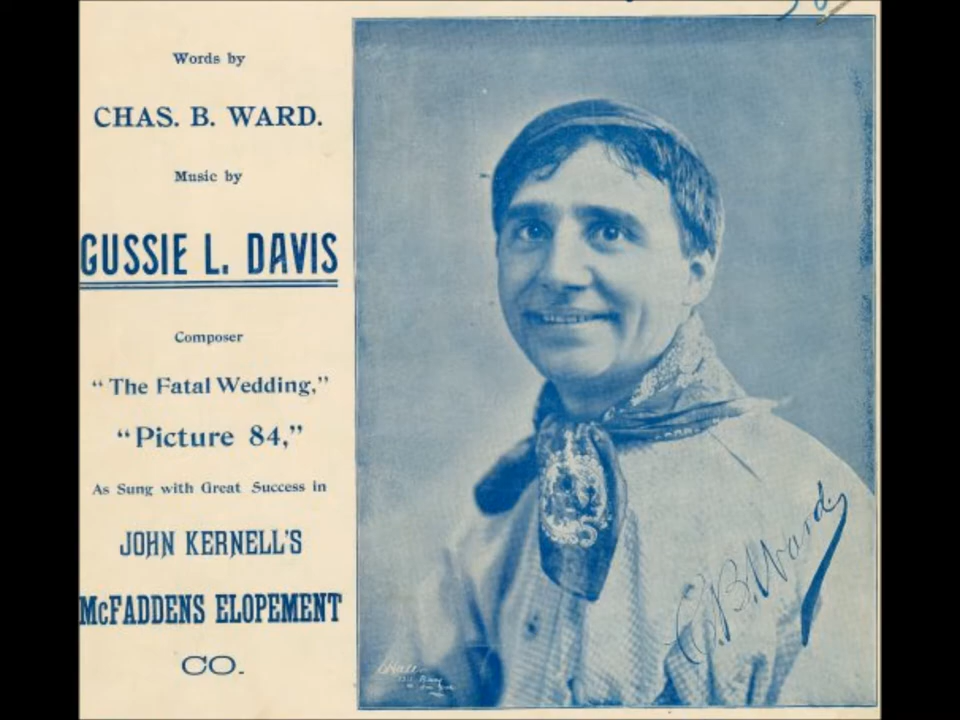 Words by
CHAS. B. WARD.
Music by
GUSSIE L. DAVIS
Composer
“The Fatal Wedding,”
“Picture 84,”
As Sung with Great Success in
JOHN KERNELL'S
McFADDENS ELOPEMENT
CO.
C.B. Ward